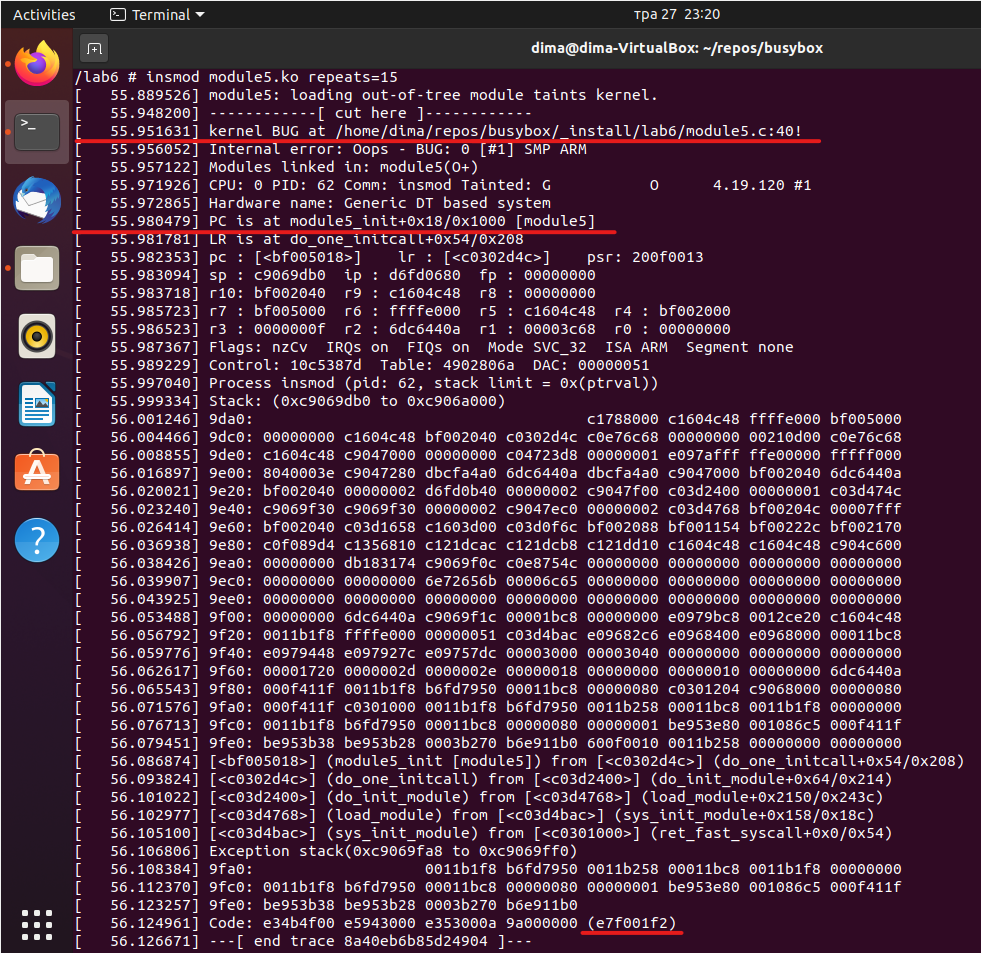 Activities
Terminal
тра 27 23:20
dima@dima-VirtualBox: ~/repos/busybox
/lab6 # insmod module5.ko repeats=15
[   55.889526] module5: loading out-of-tree module taints kernel.
[   55.948200] ------------[ cut here ]------------
[   55.951631] kernel BUG at /home/dima/repos/busybox/_install/lab6/module5.c:40!
[   55.956052] Internal error: Oops - BUG: 0 [#1] SMP ARM
[   55.957122] Modules linked in: module5(O+)
[   55.971926] CPU: 0 PID: 62 Comm: insmod Tainted: G           O      4.19.120 #1
[   55.972865] Hardware name: Generic DT based system
[   55.980479] PC is at module5_init+0x18/0x1000 [module5]
[   55.981781] LR is at do_one_initcall+0x54/0x208
[   55.982353] pc : [<bf005018>]    lr : [<c0302d4c>]    psr: 200f0013
[   55.983094] sp : c9069db0  ip : d6fd0680  fp : 00000000
[   55.983718] r10: bf002040  r9 : c1604c48  r8 : 00000000
[   55.985723] r7 : bf005000  r6 : ffffe000  r5 : c1604c48  r4 : bf002000
[   55.986523] r3 : 0000000f  r2 : 6dc6440a  r1 : 00003c68  r0 : 00000000
[   55.987367] Flags: nzCv  IRQs on  FIQs on  Mode SVC_32  ISA ARM  Segment none
[   55.989229] Control: 10c5387d  Table: 4902806a  DAC: 00000051
[   55.997040] Process insmod (pid: 62, stack limit = 0x(ptrval))
[   55.999334] Stack: (0xc9069db0 to 0xc906a000)
[   56.001246] 9da0:                                     c1788000 c1604c48 ffffe000 bf005000
[   56.004466] 9dc0: 00000000 c1604c48 bf002040 c0302d4c c0e76c68 00000000 00210d00 c0e76c68
[   56.008855] 9de0: c1604c48 c9047000 00000000 c04723d8 00000001 e097afff ffe00000 fffff000
[   56.016897] 9e00: 8040003e c9047280 dbcfa4a0 6dc6440a dbcfa4a0 c9047000 bf002040 6dc6440a
[   56.020021] 9e20: bf002040 00000002 d6fd0b40 00000002 c9047f00 c03d2400 00000001 c03d474c
[   56.023240] 9e40: c9069f30 c9069f30 00000002 c9047ec0 00000002 c03d4768 bf00204c 00007fff
[   56.026414] 9e60: bf002040 c03d1658 c1603d00 c03d0f6c bf002088 bf001154 bf00222c bf002170
[   56.036938] 9e80: c0f089d4 c1356810 c121dcac c121dcb8 c121dd10 c1604c48 c1604c48 c904c600
[   56.038426] 9ea0: 00000000 db183174 c9069f0c c0e8754c 00000000 00000000 00000000 00000000
[   56.039907] 9ec0: 00000000 00000000 6e72656b 00006c65 00000000 00000000 00000000 00000000
[   56.043925] 9ee0: 00000000 00000000 00000000 00000000 00000000 00000000 00000000 00000000
[   56.053488] 9f00: 00000000 6dc6440a c9069f1c 00001bc8 00000000 e0979bc8 0012ce20 c1604c48
[   56.056792] 9f20: 0011b1f8 ffffe000 00000051 c03d4bac e09682c6 e0968400 e0968000 00011bc8
[   56.059776] 9f40: e0979448 e097927c e09757dc 00003000 00003040 00000000 00000000 00000000
[   56.062617] 9f60: 00001720 0000002d 0000002e 00000018 00000000 00000010 00000000 6dc6440a
[   56.065543] 9f80: 000f411f 0011b1f8 b6fd7950 00011bc8 00000080 c0301204 c9068000 00000080
[   56.071576] 9fa0: 000f411f c0301000 0011b1f8 b6fd7950 0011b258 00011bc8 0011b1f8 00000000
[   56.076713] 9fc0: 0011b1f8 b6fd7950 00011bc8 00000080 00000001 be953e80 001086c5 000f411f
[   56.079451] 9fe0: be953b38 be953b28 0003b270 b6e911b0 600f0010 0011b258 00000000 00000000
[   56.086874] [<bf005018>] (module5_init [module5]) from [<c0302d4c>] (do_one_initcall+0x54/0x208)
[   56.093824] [<c0302d4c>] (do_one_initcall) from [<c03d2400>] (do_init_module+0x64/0x214)
[   56.101022] [<c03d2400>] (do_init_module) from [<c03d4768>] (load_module+0x2150/0x243c)
[   56.102977] [<c03d4768>] (load_module) from [<c03d4bac>] (sys_init_module+0x158/0x18c)
[   56.105100] [<c03d4bac>] (sys_init_module) from [<c0301000>] (ret_fast_syscall+0x0/0x54)
[   56.106806] Exception stack(0xc9069fa8 to 0xc9069ff0)
[   56.108384] 9fa0:                   0011b1f8 b6fd7950 0011b258 00011bc8 0011b1f8 00000000
[   56.112370] 9fc0: 0011b1f8 b6fd7950 00011bc8 00000080 00000001 be953e80 001086c5 000f411f
[   56.123257] 9fe0: be953b38 be953b28 0003b270 b6e911b0
[   56.124961] Code: e34b4f00 e5943000 e353000a 9a000000 (e7f001f2)
[   56.126671] ---[ end trace 8a40eb6b85d24904 ]---